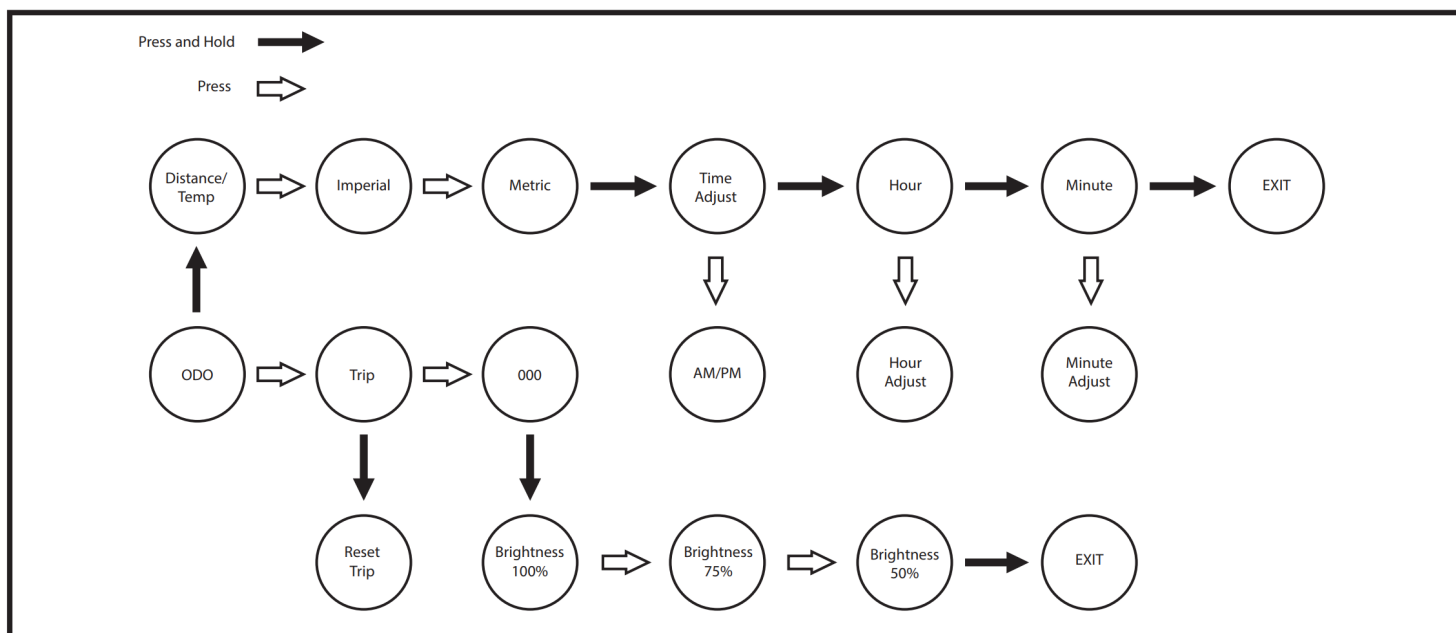 Press and Hold
Press
Distance/
Temp
Imperial
Metric
Time
Adjust
Hour
Minute
EXIT
ODO
Trip
000
AM/PM
Hour
Adjust
Minute
Adjust
Reset
Trip
Brightness
100%
Brightness
75%
Brightness
50%
EXIT